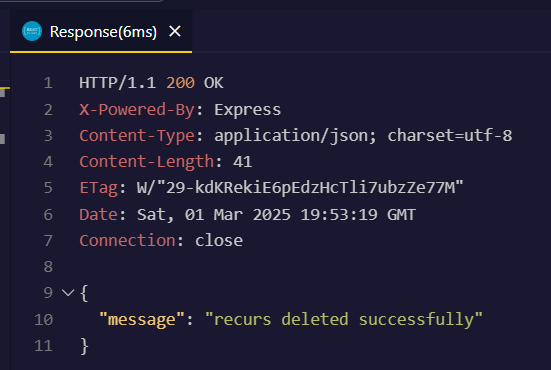 Response(6ms) ×
1 HTTP/1.1 200 OK
2 X-Powered-By: Express
3 Content-Type: application/json; charset=utf-8
4 Content-Length: 41
5 ETag: W/"29-kdKRekiE6pEdzHcTli7ubzZe77M"
6 Date: Sat, 01 Mar 2025 19:53:19 GMT
7 Connection: close
8
9 {
10 "message": "recurs deleted successfully"
11 }